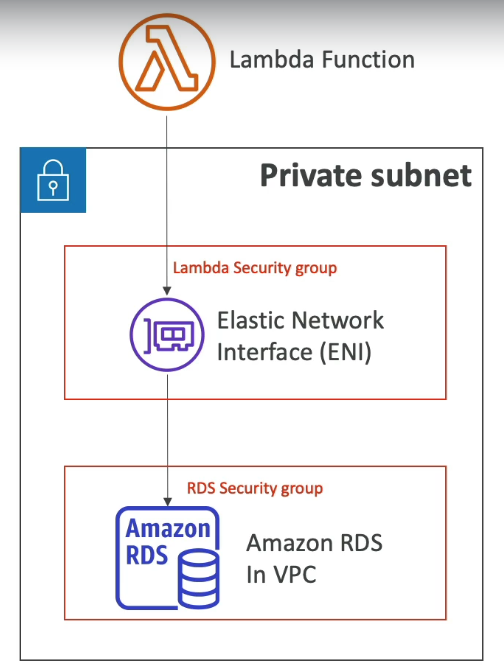 Lambda Function
Private subnet
Lambda Security group
Elastic Network
Interface (ENI)
RDS Security group
Amazon
RDS
Amazon RDS
In VPC